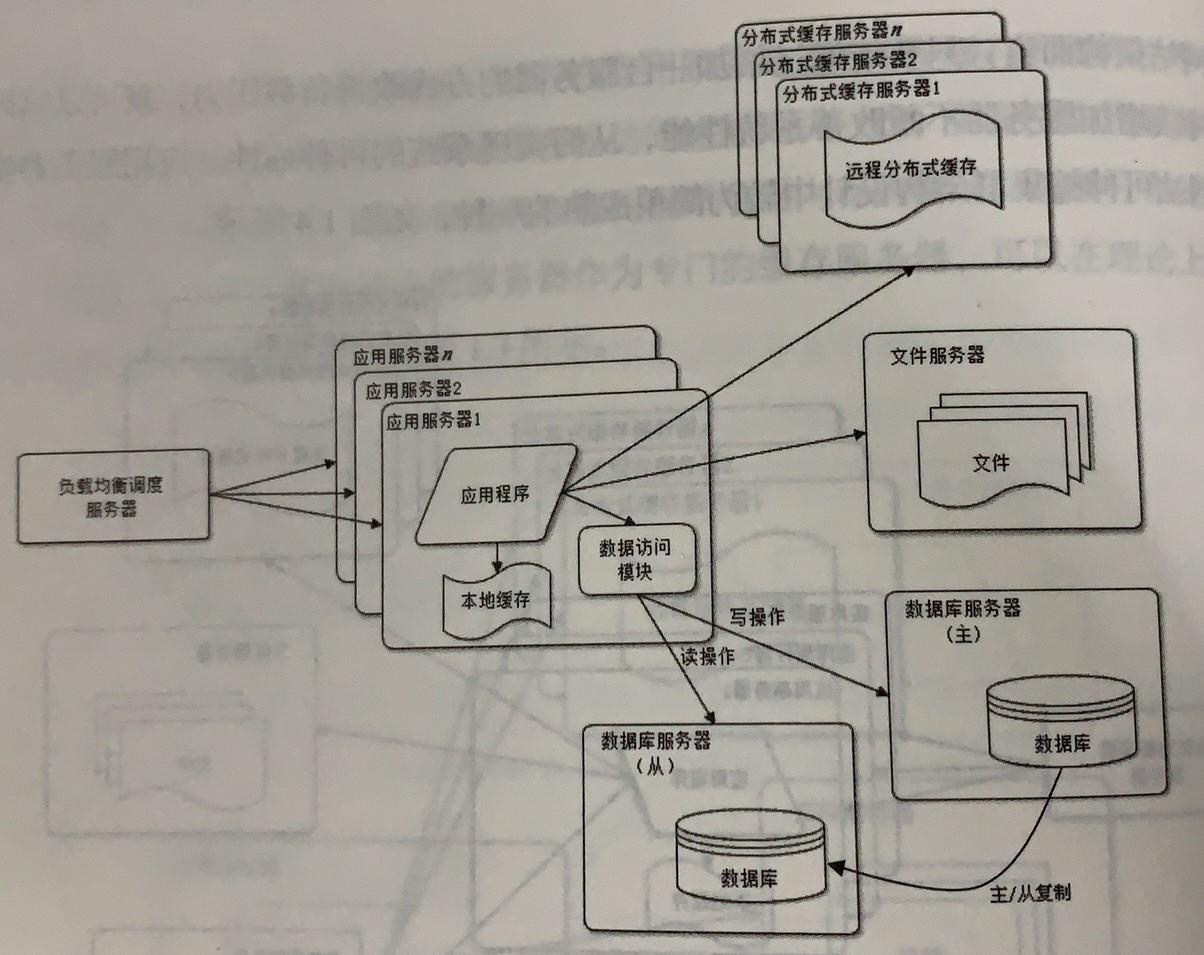 分布式缓存服务器n
分布式缓存服务器2
分布式缓存服务器1
远程分布式缓存
应用服务器n
应用服务器2
应用服务器1
应用程序
本地缓存
数据访问
模块
负载均衡调度
服务器
文件服务器
文件
写操作
读操作
数据库服务器
（主）
数据库
数据库服务器
（从）
数据库
主/从复制